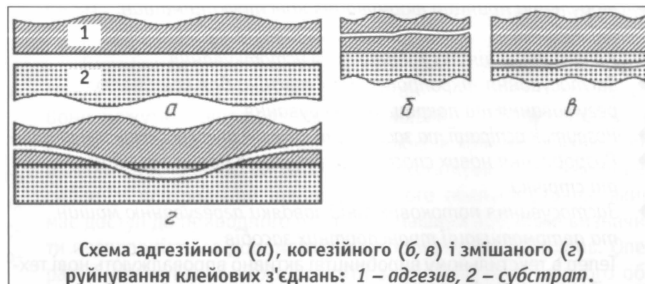 1
2
а
б
в
г
Схема адгезійного (а), когезійного (б, в) і змішаного (г)
руйнування клейових з'єднань: 1 – адгезив, 2 – субстрат.